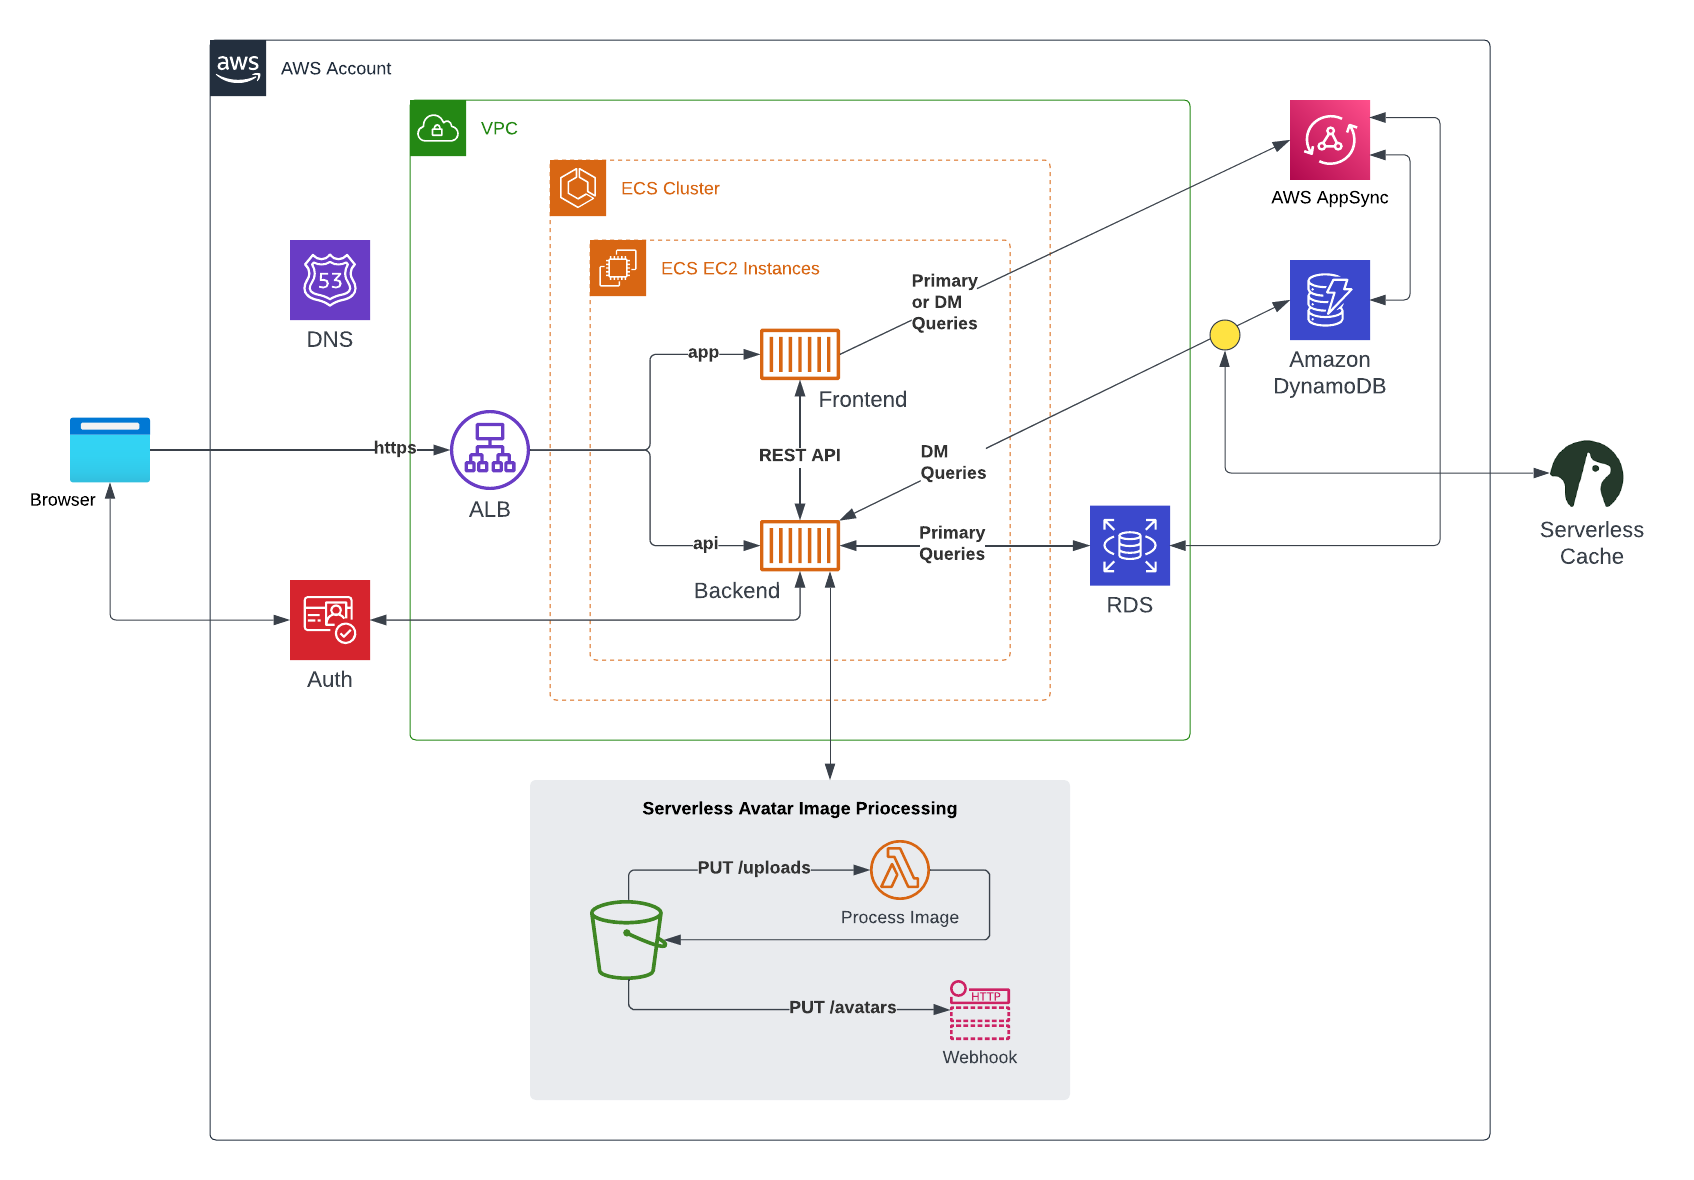 aws
AWS Account
VPC
ECS Cluster
ECS EC2 Instances
AWS AppSync
53
DNS
Primary
or DM
Queries
app
Frontend
Amazon
DynamoDB
https
Browser
ALB
REST API
DM
Queries
Serverless
Cache
api
Backend
Primary
Queries
RDS
Auth
Serverless Avatar Image Priocessing
PUT /uploads
Process Image
PUT /avatars
HTTP
Webhook